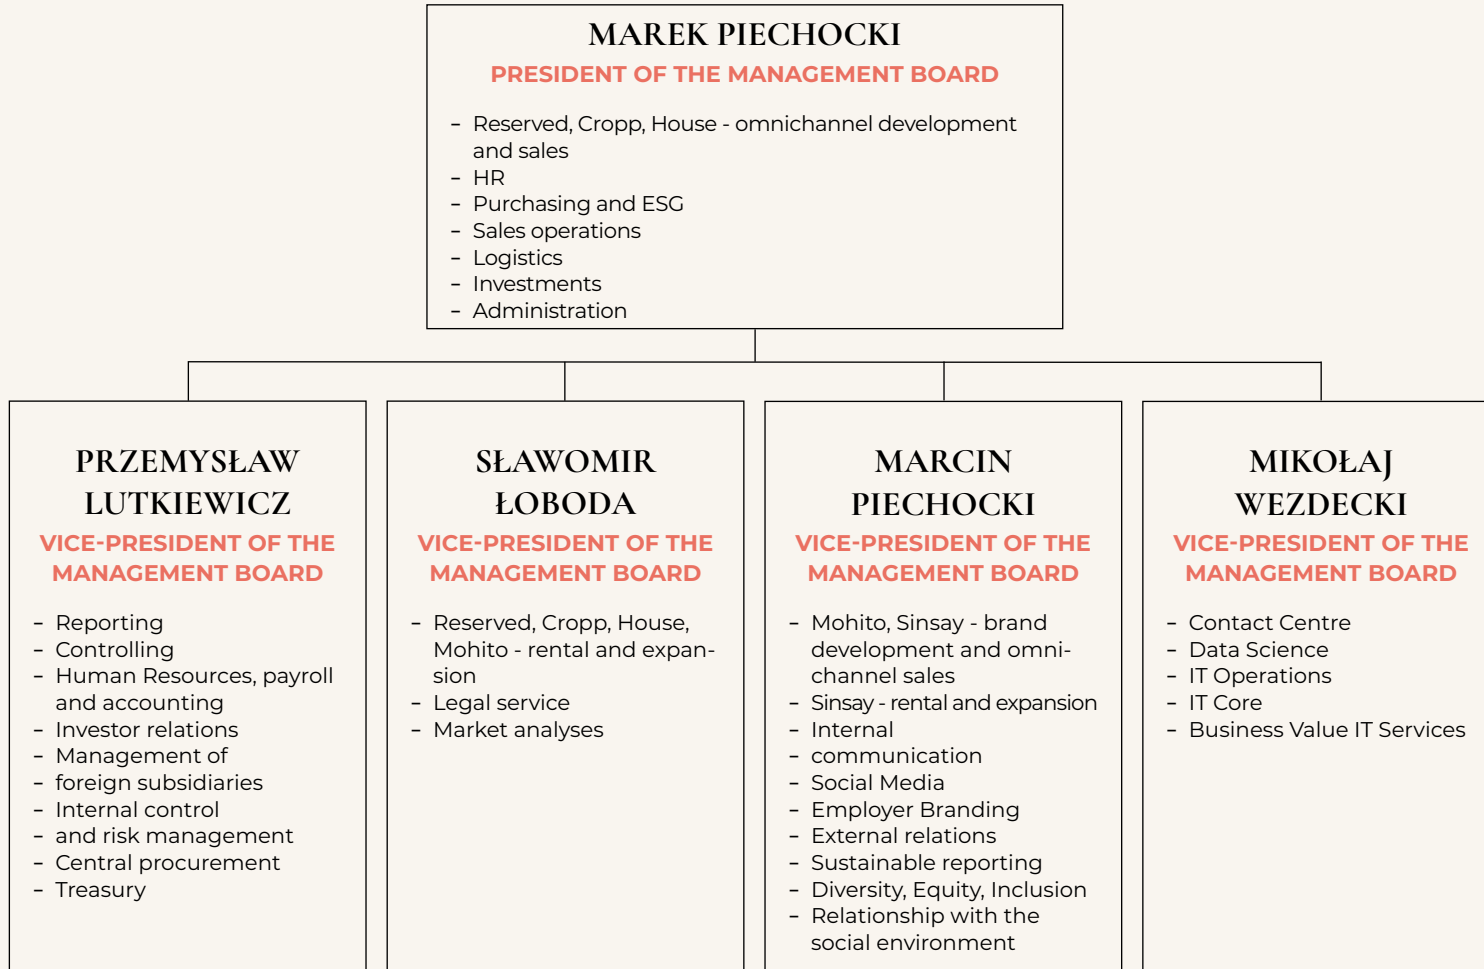 MAREK PIECHOCKI
PRESIDENT OF THE MANAGEMENT BOARD
- Reserved, Cropp, House - omnichannel development
and sales
- HR
- Purchasing and ESG
- Sales operations
- Logistics
- Investments
- Administration
PRZEMYSŁAW
LUTKIEWICZ
VICE-PRESIDENT OF THE
MANAGEMENT BOARD
- Reporting
- Controlling
- Human Resources, payroll
and accounting
- Investor relations
- Management of
- foreign subsidiaries
- Internal control
- and risk management
- Central procurement
- Treasury
SŁAWOMIR
ŁOBODA
VICE-PRESIDENT OF THE
MANAGEMENT BOARD
- Reserved, Cropp, House,
Mohito - rental and expan-
sion
- Legal service
- Market analyses
MARCIN
PIECHOCKI
VICE-PRESIDENT OF THE
MANAGEMENT BOARD
- Mohito, Sinsay - brand
development and omni-
channel sales
- Sinsay - rental and expansion
- Internal
- communication
- Social Media
- Employer Branding
- External relations
- Sustainable reporting
- Diversity, Equity, Inclusion
- Relationship with the
social environment
MIKOŁAJ
WEZDECKI
VICE-PRESIDENT OF THE
MANAGEMENT BOARD
- Contact Centre
- Data Science
- IT Operations
- IT Core
- Business Value IT Services